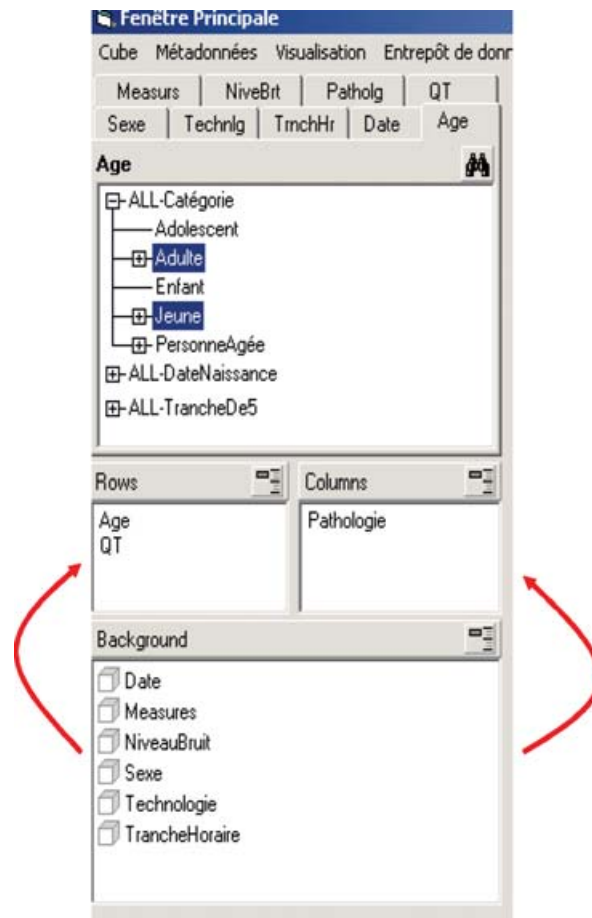 Fenêtre Principale
Cube Métadonnées Visualisation Entrepôt de donr
Measurs NiveBrt Patholg QT
Sexe Technlg TrnchHr Date Age
Age
ALL-Catégorie
Adolescent
Adulte
Enfant
Jeune
PersonneAgée
ALL-DateNaissance
ALL-TrancheDe5
Rows Columns
Age Pathologie
QT
Background
Date
Measures
NiveauBruit
Sexe
Technologie
TrancheHoraire